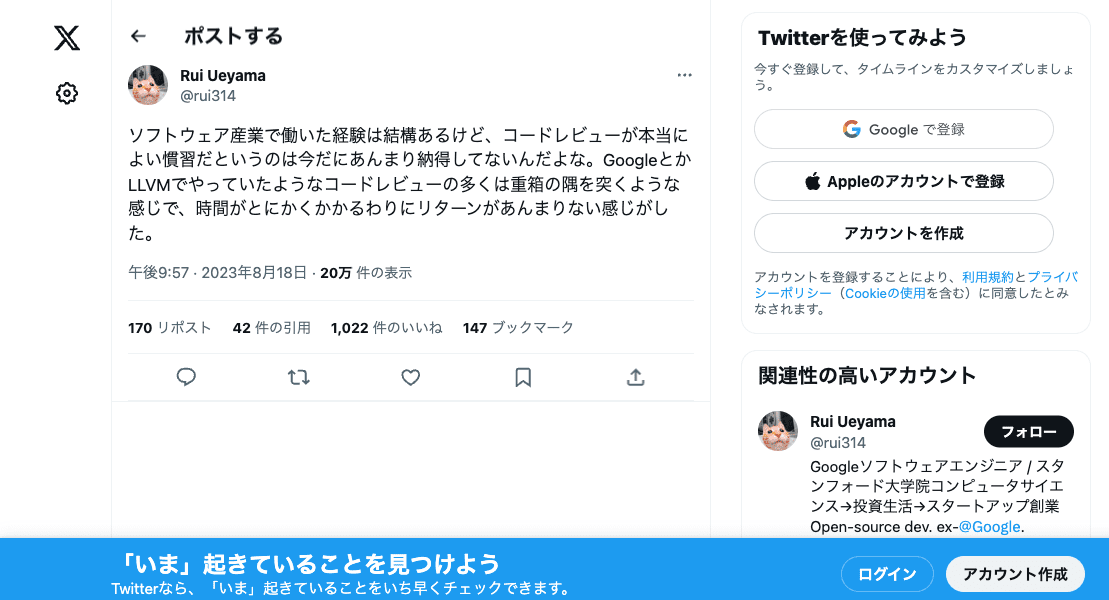 ポストする
Rui Ueyama
@rui314
ソフトウェア産業で働いた経験は結構あるけど、コードレビューが本当に
よい慣習だというのは今だにあんまり納得してないんだよな。Googleとか
LLVMでやっていたようなコードレビューの多くは重箱の隅を突くような
感じで、時間がとにかくかかるわりにリターンがあんまりない感じがし
た。
午後9:57 · 2023年8月18日 · 20万 件の表示
170 リポスト 42 件の引用 1,022 件のいいね 147 ブックマーク
Twitterを使ってみよう
今すぐ登録して、タイムラインをカスタマイズしましょ
う。
Google で登録
Appleのアカウントで登録
アカウントを作成
アカウントを登録することにより、利用規約とプライバ
シーポリシー（Cookieの使用を含む）に同意したとみ
なされます。
関連性の高いアカウント
Rui Ueyama
@rui314
フォロー
Googleソフトウェアエンジニア / スタ
ンフォード大学院コンピュータサイエ
ンス→投資生活→スタートアップ創業
Open-source dev. ex-@Google.
「いま」起きていることを見つけよう
Twitterなら、「いま」起きていることをいち早くチェックできます。
ログイン
アカウント作成